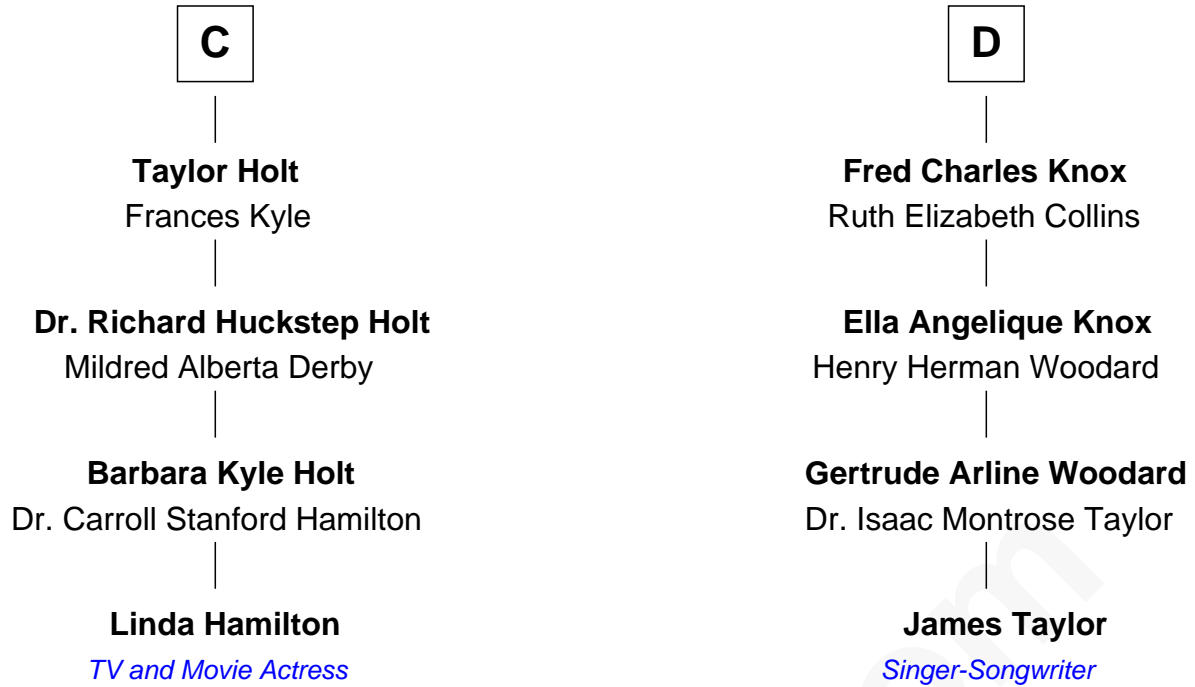 C
Taylor Holt
Frances Kyle
Dr. Richard Huckstep Holt
Mildred Alberta Derby
Barbara Kyle Holt
Dr. Carroll Stanford Hamilton
Linda Hamilton
TV and Movie Actress
D
Fred Charles Knox
Ruth Elizabeth Collins
Ella Angelique Knox
Henry Herman Woodard
Gertrude Arline Woodard
Dr. Isaac Montrose Taylor
James Taylor
Singer-Songwriter
om